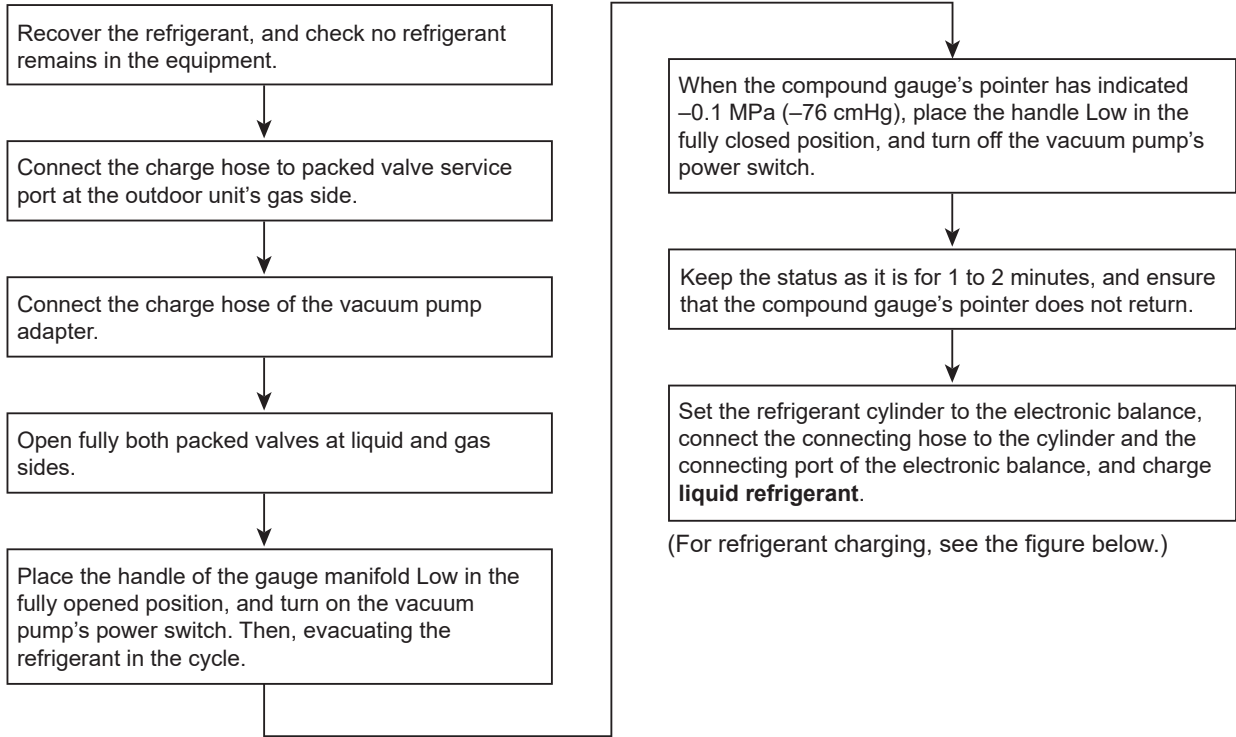 Recover the refrigerant, and check no refrigerant
remains in the equipment.
Connect the charge hose to packed valve service
port at the outdoor unit's gas side.
Connect the charge hose of the vacuum pump
adapter.
Open fully both packed valves at liquid and gas
sides.
Place the handle of the gauge manifold Low in the
fully opened position, and turn on the vacuum
pump's power switch. Then, evacuating the
refrigerant in the cycle.
When the compound gauge's pointer has indicated
–0.1 MPa (–76 cmHg), place the handle Low in the
fully closed position, and turn off the vacuum pump's
power switch.
Keep the status as it is for 1 to 2 minutes, and ensure
that the compound gauge's pointer does not return.
Set the refrigerant cylinder to the electronic balance,
connect the connecting hose to the cylinder and the
connecting port of the electronic balance, and charge
liquid refrigerant.
(For refrigerant charging, see the figure below.)